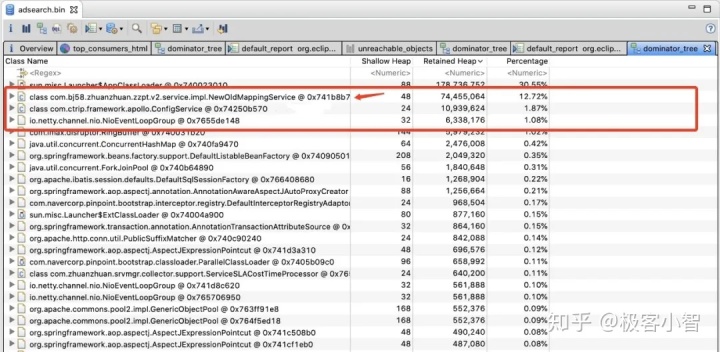 adsearch.bin
Overview top_consumers_html dominator_tree default_report org.eclip... unreachable_objects dominator_tree default_report org.eclip... dominator_tree
Class Name Shallow Heap Retained Heap Percentage
<Regex> <Numeric> <Numeric> <Numeric>
sun.misc.Launcher$AppClassLoader @ 0x740023010 88 178,736,752 30.55%
class com.bj58.zhuanzhuan.zzpt.v2.service.impl.NewOldMappingService @ 0x741b8b7 48 74,455,064 12.72%
class com.ctrip.framework.apollo.ConfigService @ 0x74250b570 24 10,939,624 1.87%
io.netty.channel.nio.NioEventLoopGroup @ 0x7655de148 32 6,338,176 1.08%
com.lmax.disruptor.RingBuffer @ 0x740031b20 144 5,979,232 1.02%
java.util.concurrent.ConcurrentHashMap @ 0x740fa9470 64 2,476,008 0.42%
org.springframework.beans.factory.support.DefaultListableBeanFactory @ 0x74090501 208 2,049,320 0.35%
java.util.concurrent.ForkJoinPool @ 0x740b64890 56 1,840,648 0.31%
org.apache.ibatis.session.defaults.DefaultSqlSessionFactory @ 0x766408680 16 1,268,904 0.22%
org.springframework.aop.aspectj.annotation.AnnotationAwareAspectJAutoProxyCreator 88 1,256,664 0.21%
com.navercorp.pinpoint.bootstrap.interceptor.registry.DefaultInterceptorRegistryAdaptor 24 968,504 0.17%
sun.misc.Launcher$ExtClassLoader @ 0x74004a900 80 877,160 0.15%
org.springframework.transaction.annotation.AnnotationTransactionAttributeSource @ 32 864,160 0.15%
org.apache.http.conn.util.PublicSuffixMatcher @ 0x740c90240 24 842,088 0.14%
org.springframework.aop.aspectj.AspectJExpressionPointcut @ 0x741d3a310 48 696,576 0.12%
com.navercorp.pinpoint.bootstrap.classloader.ParallelClassLoader @ 0x7405b09c0 96 658,992 0.11%
class com.zhuanzhuan.srvmgr.collector.support.ServiceSLACostTimeProcessor @ 0x766 24 640,200 0.11%
io.netty.channel.nio.NioEventLoopGroup @ 0x741d8c620 32 561,888 0.10%
io.netty.channel.nio.NioEventLoopGroup @ 0x765706950 32 561,888 0.10%
org.apache.commons.pool2.impl.GenericObjectPool @ 0x763ff91e8 168 552,376 0.09%
org.apache.commons.pool2.impl.GenericObjectPool @ 0x764f5ed18 168 552,376 0.09%
org.springframework.aop.aspectj.AspectJExpressionPointcut @ 0x741c508b0 48 490,240 0.08%
org.springframework.aop.aspectj.AspectJExpressionPointcut @ 0x741cf1eb0 48 487,080 0.08%
知乎 @极客小智